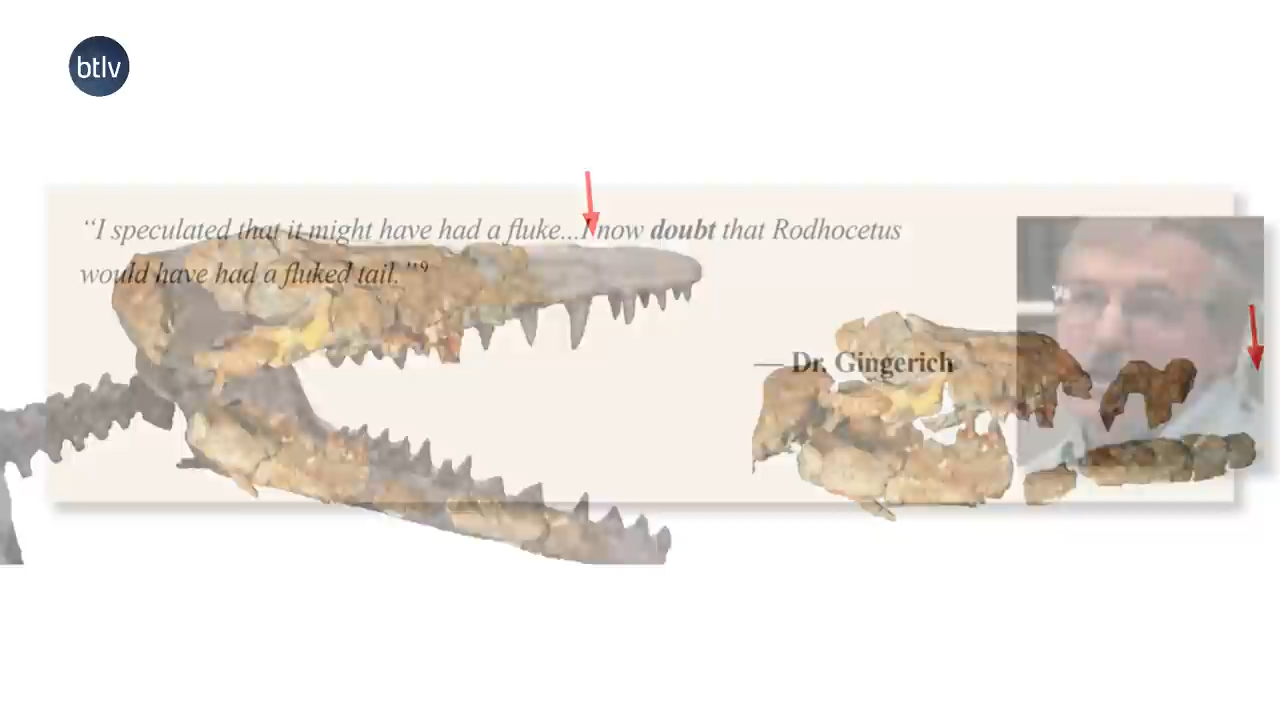 btlv
“I speculated that it might have had a fluke...I now doubt that Rodhocetus
would have had a fluked tail.”⁹
— Dr. Gingerich